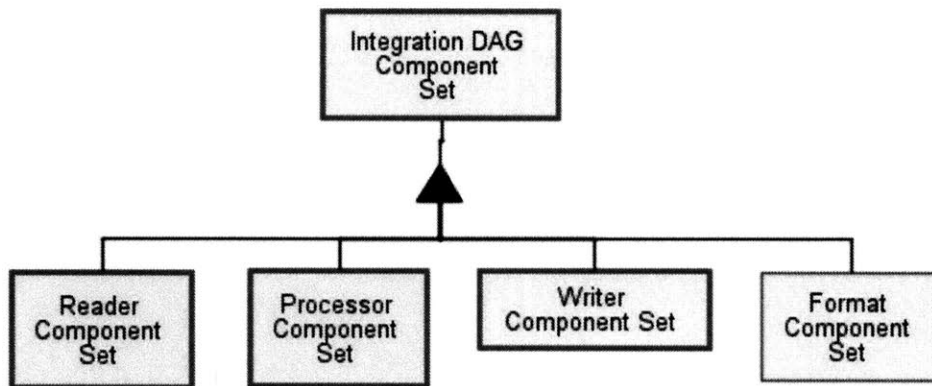 Integration DAG
Component
Set
Reader
Component
Set
Processor
Component
Set
Writer
Component Set
Format
Component
Set